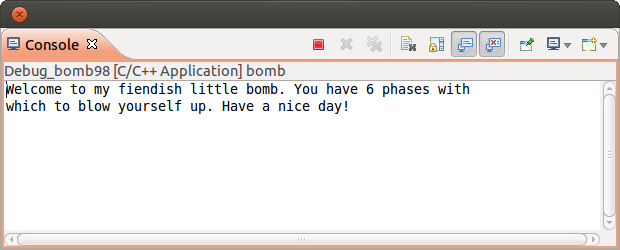 Console
Debug_bomb98 [C/C++ Application] bomb
Welcome to my fiendish little bomb. You have 6 phases with
which to blow yourself up. Have a nice day!